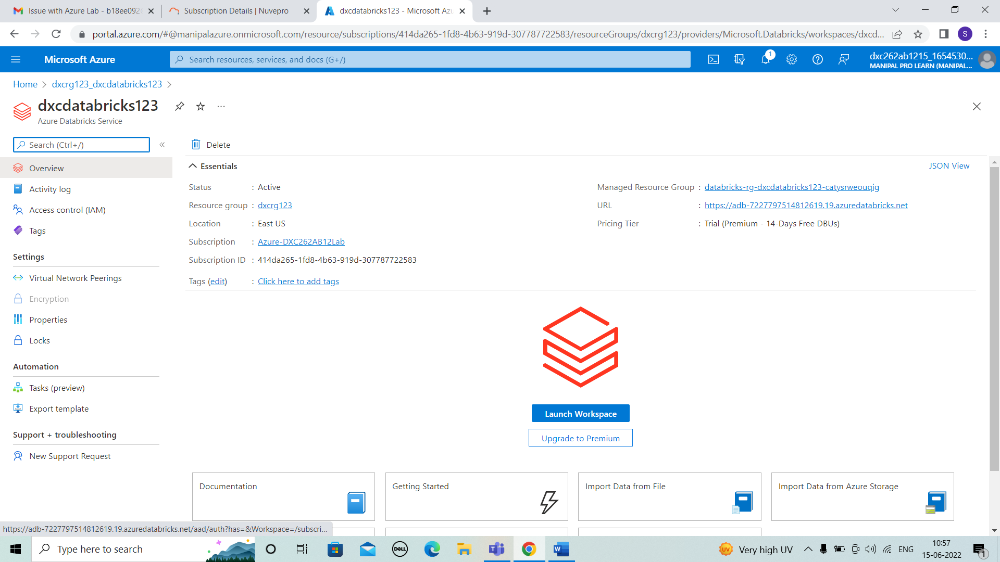 Issue with Azure Lab - b18ee092
Subscription Details | Nuvepro
dxcdatabricks123 - Microsoft Azu
portal.azure.com/#@manipalazure.onmicrosoft.com/resource/subscriptions/414da265-1fd8-4b63-919d-307787722583/resourceGroups/dxcrg123/providers/Microsoft.Databricks/workspaces/dxcd...
S
Microsoft Azure
Search resources, services, and docs (G+/)
1
dxc262ab1215_1654530...
MANIPAL PRO LEARN (MANIPAL...
Home > dxcrg123_dxcdatabricks123 >
dxcdatabricks123
...
Azure Databricks Service
Search (Ctrl+/)
«
Overview
Activity log
Access control (IAM)
Tags
Settings
Virtual Network Peerings
Encryption
Properties
Locks
Automation
Tasks (preview)
Export template
Support + troubleshooting
New Support Request
Delete
Essentials
JSON View
Status : Active
Resource group : dxcrg123
Location : East US
Subscription : Azure-DXC262AB12Lab
Subscription ID : 414da265-1fd8-4b63-919d-307787722583
Tags (edit) : Click here to add tags
Managed Resource Group : databricks-rg-dxcdatabricks123-catysrweouqig
URL : https://adb-7227797514812619.19.azuredatabricks.net
Pricing Tier : Trial (Premium - 14-Days Free DBUs)
Launch Workspace
Upgrade to Premium
Documentation
Getting Started
Import Data from File
Import Data from Azure Storage
https://adb-7227797514812619.19.azuredatabricks.net/aad/auth?has=&Workspace=/subscri...
Type here to search
DELL
UV
Very high UV
ENG
10:57
15-06-2022
1